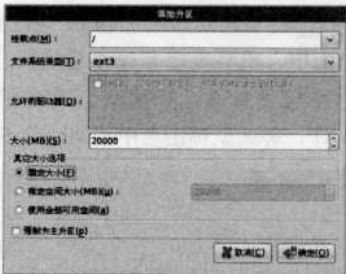 添加分区
挂载点(M)：
/
文件系统类型(T)：
ext3
允许的驱动器(D)：
大小(MB)(S)：
20000
其它大小选项
固定大小(F)
指定空间大小(MB)(u)：
20000
使用全部可用空间(a)
强制为主分区(p)
取消(C)
确定(O)